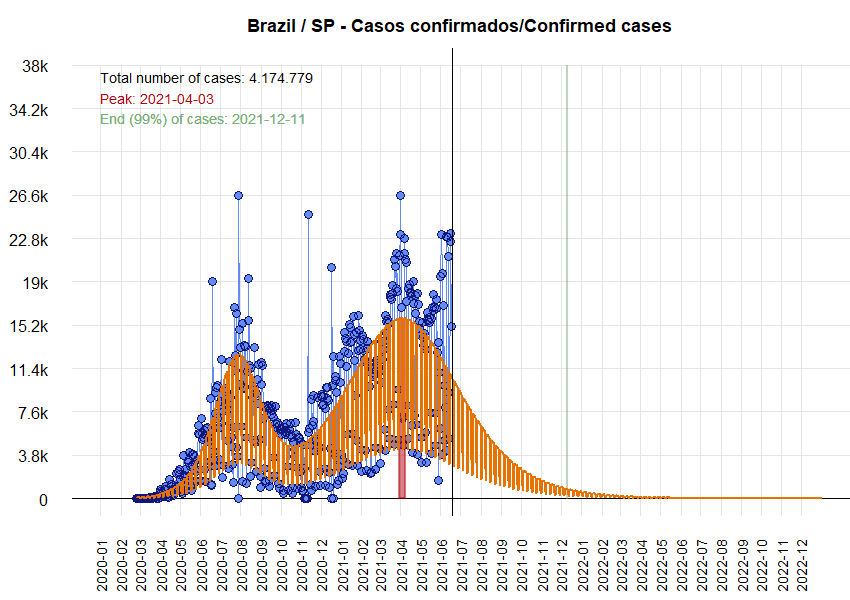 Brazil / SP - Casos confirmados/Confirmed cases
38k
Total number of cases: 4.174.779
Peak: 2021-04-03
34.2k
End (99%) of cases: 2021-12-11
30.4k
26.6k
22.8k
19k
15.2k
11.4k
7.6k
3.8k
0
2020-01
2020-02
2020-03
2020-04
2020-05
2020-06
2020-07
2020-08
2020-09
2020-10
2020-11
2020-12
2021-01
2021-02
2021-03
2021-04
2021-05
2021-06
2021-07
2021-08
2021-09
2021-10
2021-11
2021-12
2022-01
2022-02
2022-03
2022-04
2022-05
2022-06
2022-07
2022-08
2022-09
2022-10
2022-11
2022-12